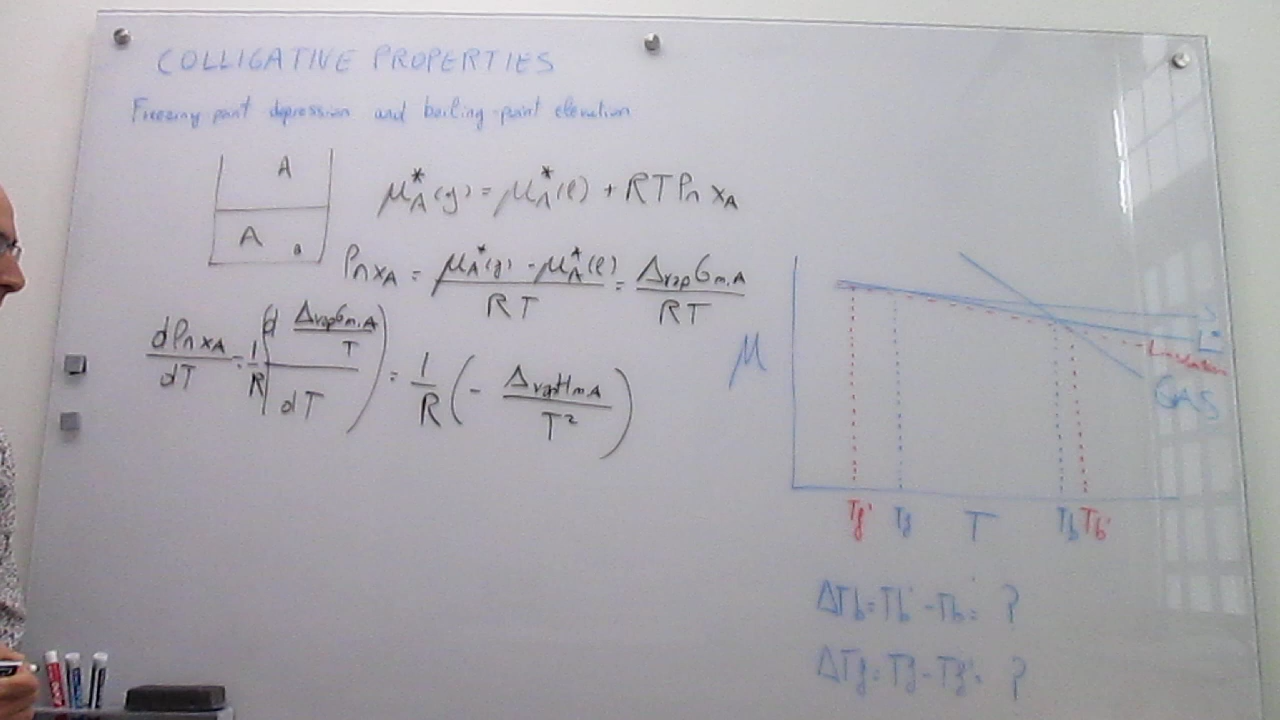 COLLIGATIVE PROPERTIES
Freezing-point depression and boiling-point elevation
A
A B
μ*A(g) = μ*A(l) + RT ln xA
ln xA = (μ*A(g) - μ*A(l)) / RT = ΔvapGm,A / RT
d ln xA / dT = 1/R (d (ΔvapGm,A / T) / dT) = 1/R (- ΔvapHm,A / T²)
μ
S
L
GAS
Tf' Tf T Tb Tb'
ΔTb = Tb' - Tb = ?
ΔTf = Tf - Tf' = ?